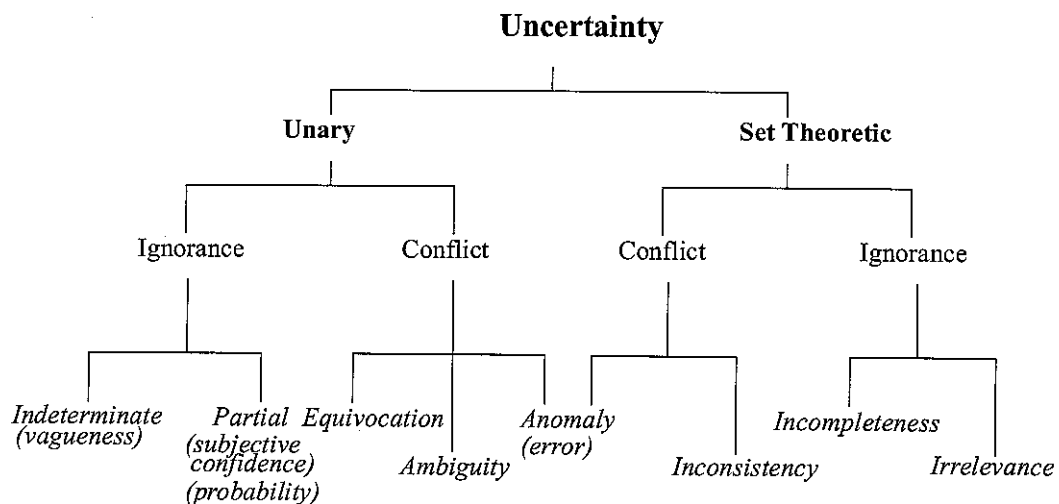 Uncertainty
Unary
Set Theoretic
Ignorance
Conflict
Conflict
Ignorance
Indeterminate
(vagueness)
Partial
(subjective
confidence)
(probability)
Equivocation
Ambiguity
Anomaly
(error)
Inconsistency
Incompleteness
Irrelevance